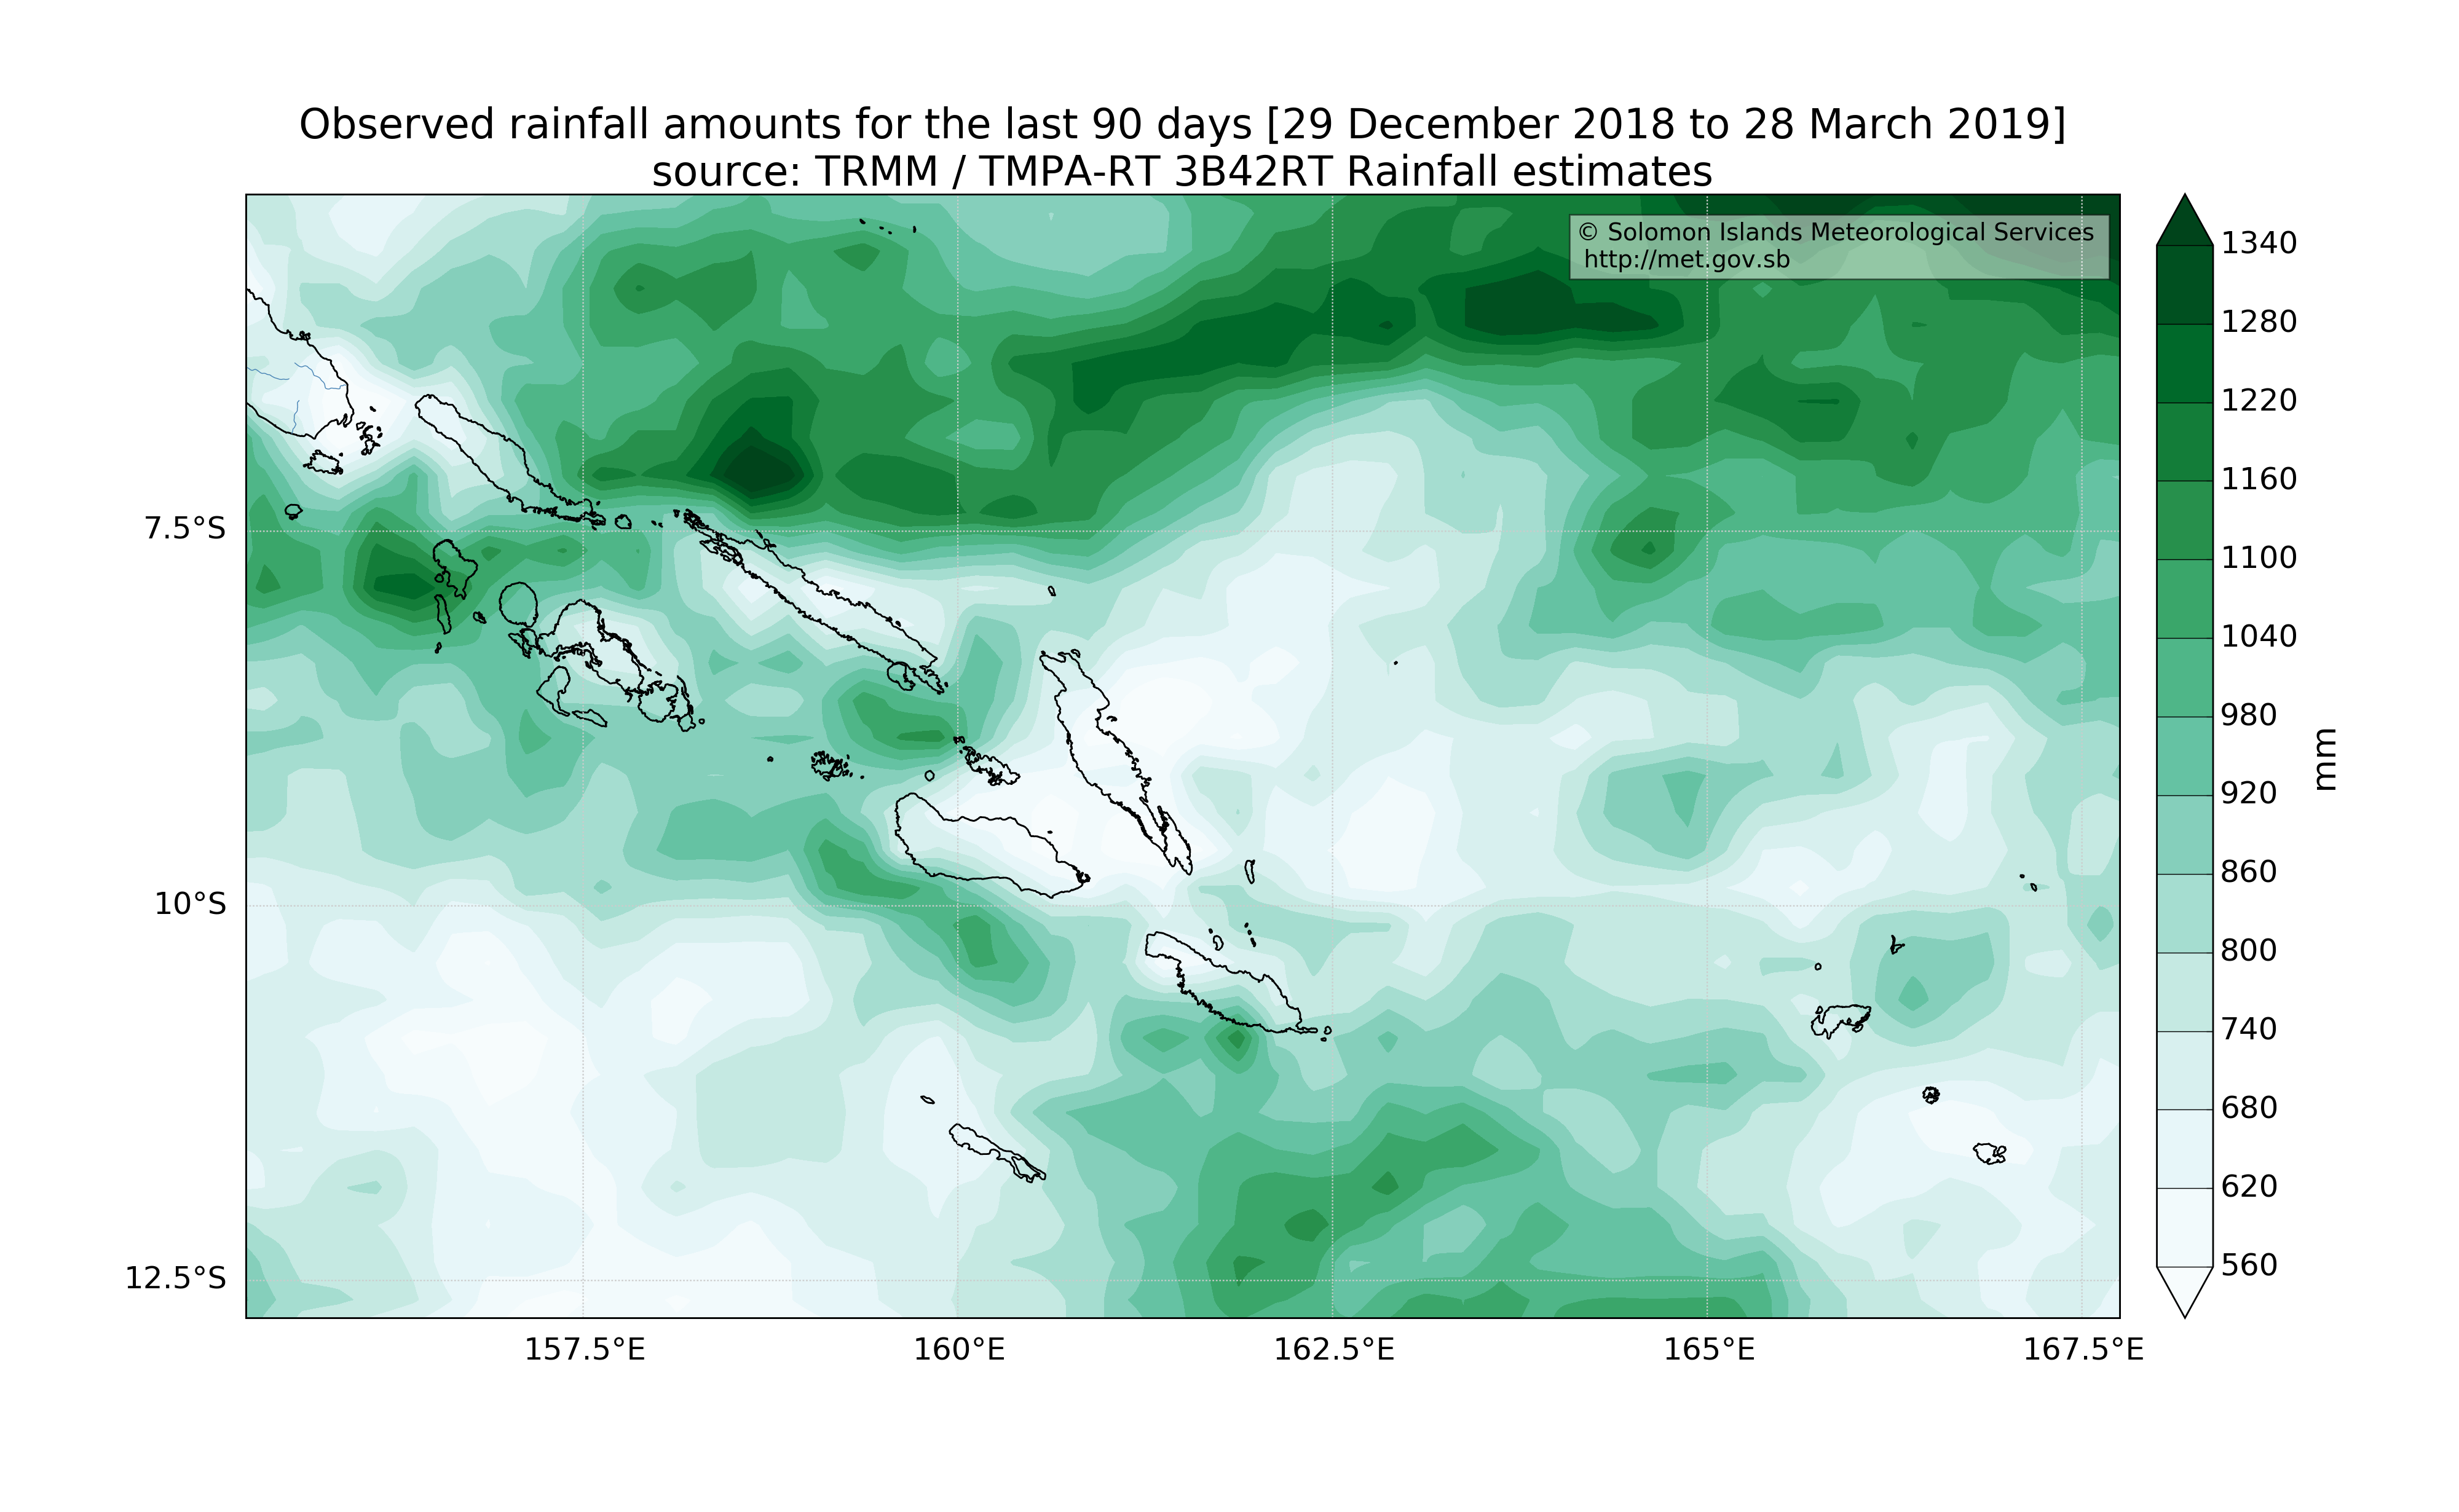 Observed rainfall amounts for the last 90 days [29 December 2018 to 28 March 2019]
source: TRMM / TMPA-RT 3B42RT Rainfall estimates
© Solomon Islands Meteorological Services
http://met.gov.sb
7.5°S
10°S
12.5°S
157.5°E
160°E
162.5°E
165°E
167.5°E
1340
1280
1220
1160
1100
1040
980
920
860
800
740
680
620
560
mm